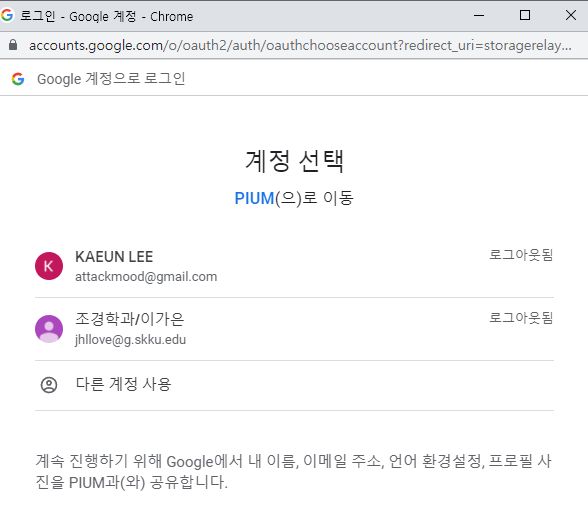 로그인 - Google 계정 - Chrome
accounts.google.com/o/oauth2/auth/oauthchooseaccount?redirect_uri=storagerelay...
Google 계정으로 로그인
계정 선택
PIUM(으)로 이동
K
KAEUN LEE
로그아웃됨
attackmood@gmail.com
조경학과/이가은
로그아웃됨
jhllove@g.skku.edu
다른 계정 사용
계속 진행하기 위해 Google에서 내 이름, 이메일 주소, 언어 환경설정, 프로필 사
진을 PIUM과(와) 공유합니다.